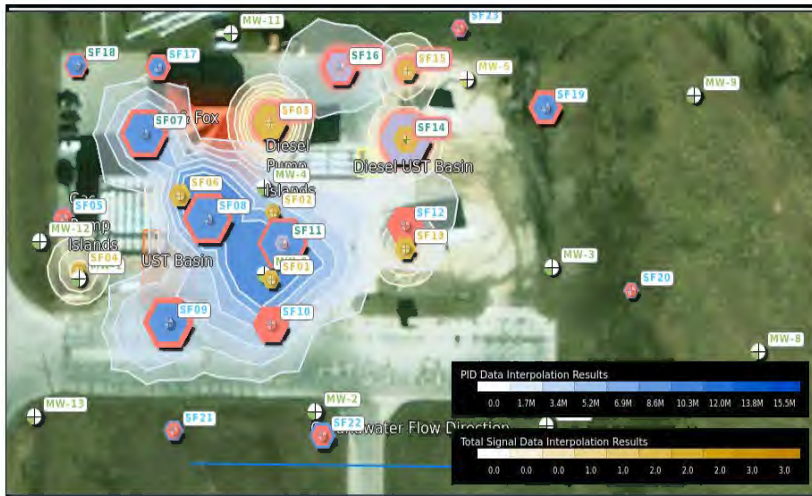 MW-11
SF23
SF18
SF17
SF16
SF15
MW-6
MW-9
SF19
SF03
Fox
SF07
SF14
Diesel
Pump
Islands
Diesel UST Basin
MW-4
SF06
SF02
SF05
SF08
SF12
MW-12
Islands
SF11
SF13
UST Basin
SF04
SF01
MW-3
SF20
SF09
SF10
MW-8
MW-13
MW-2
SF21
SF22
Groundwater Flow Direction
PID Data Interpolation Results
0.0 1.7M 3.4M 5.2M 6.9M 8.6M 10.3M 12.0M 13.8M 15.5M
Total Signal Data Interpolation Results
0.0 0.0 0.0 1.0 1.0 2.0 2.0 2.0 3.0 3.0